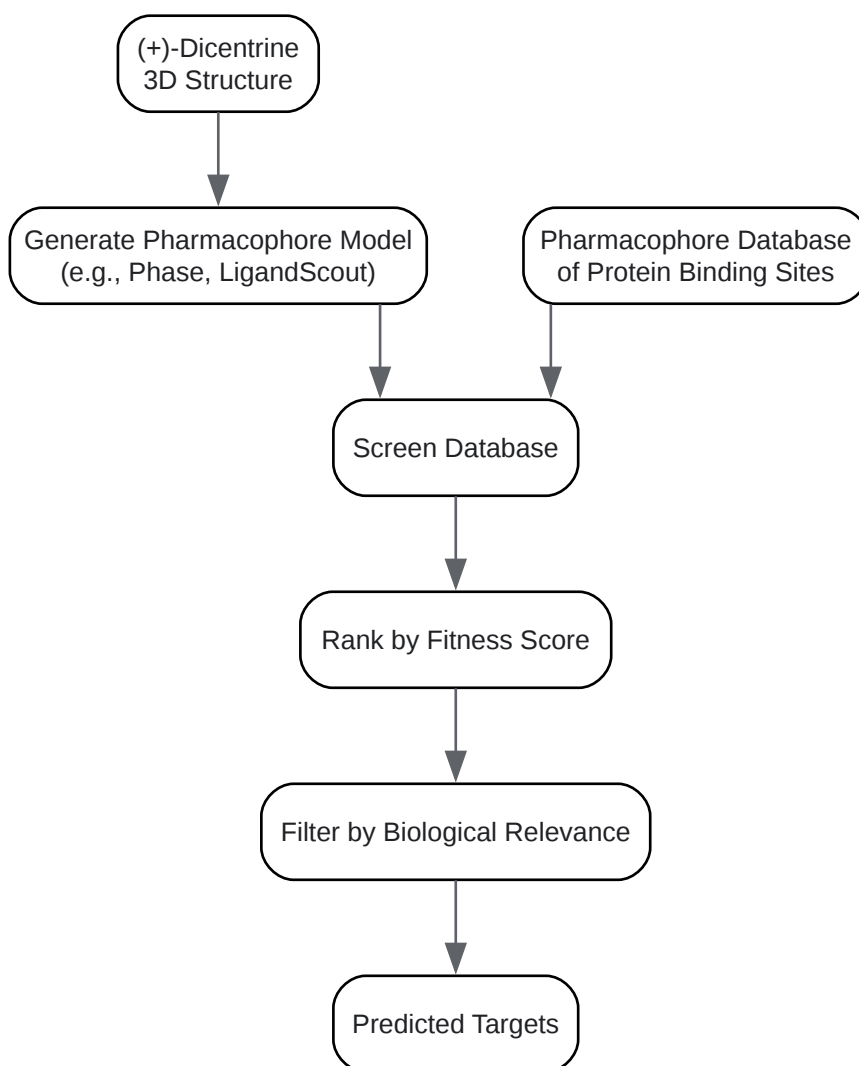 (+)-Dicentrine
3D Structure
Generate Pharmacophore Model
(e.g., Phase, LigandScout)
Pharmacophore Database
of Protein Binding Sites
Screen Database
Rank by Fitness Score
Filter by Biological Relevance
Predicted Targets